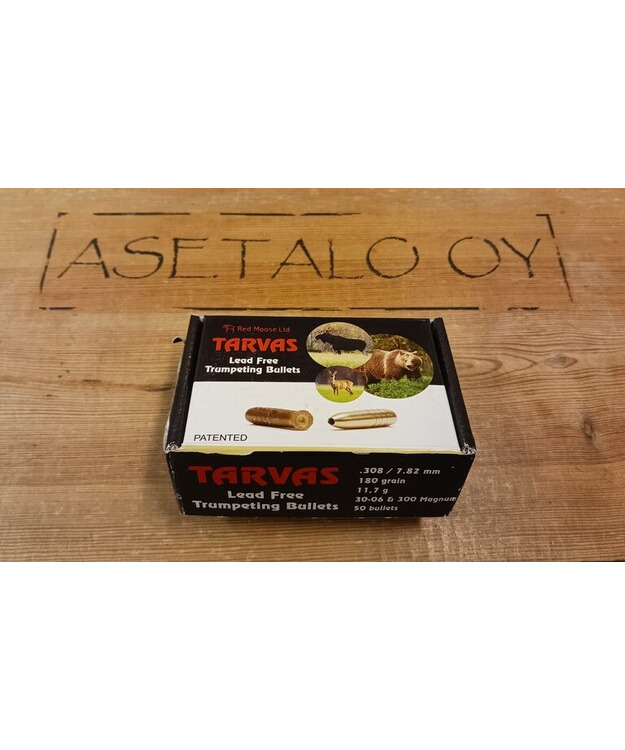 [ASETALO OY]
Red Moose Ltd
TARVAS
Lead Free
Trumpeting Bullets
PATENTED
TARVAS
Lead Free
Trumpeting Bullets
.308 / 7.82 mm
180 grain
11,7 g
30-06 & 300 Magnum
50 bullets